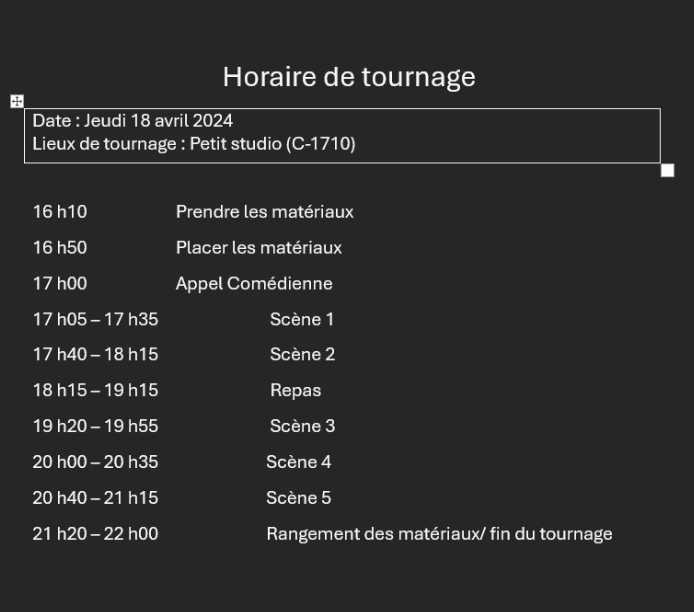 Horaire de tournage
Date : Jeudi 18 avril 2024
Lieux de tournage : Petit studio (C-1710)
16 h10 Prendre les matériaux
16 h50 Placer les matériaux
17 h00 Appel Comédienne
17 h05 – 17 h35 Scène 1
17 h40 – 18 h15 Scène 2
18 h15 – 19 h15 Repas
19 h20 – 19 h55 Scène 3
20 h00 – 20 h35 Scène 4
20 h40 – 21 h15 Scène 5
21 h20 – 22 h00 Rangement des matériaux/ fin du tournage